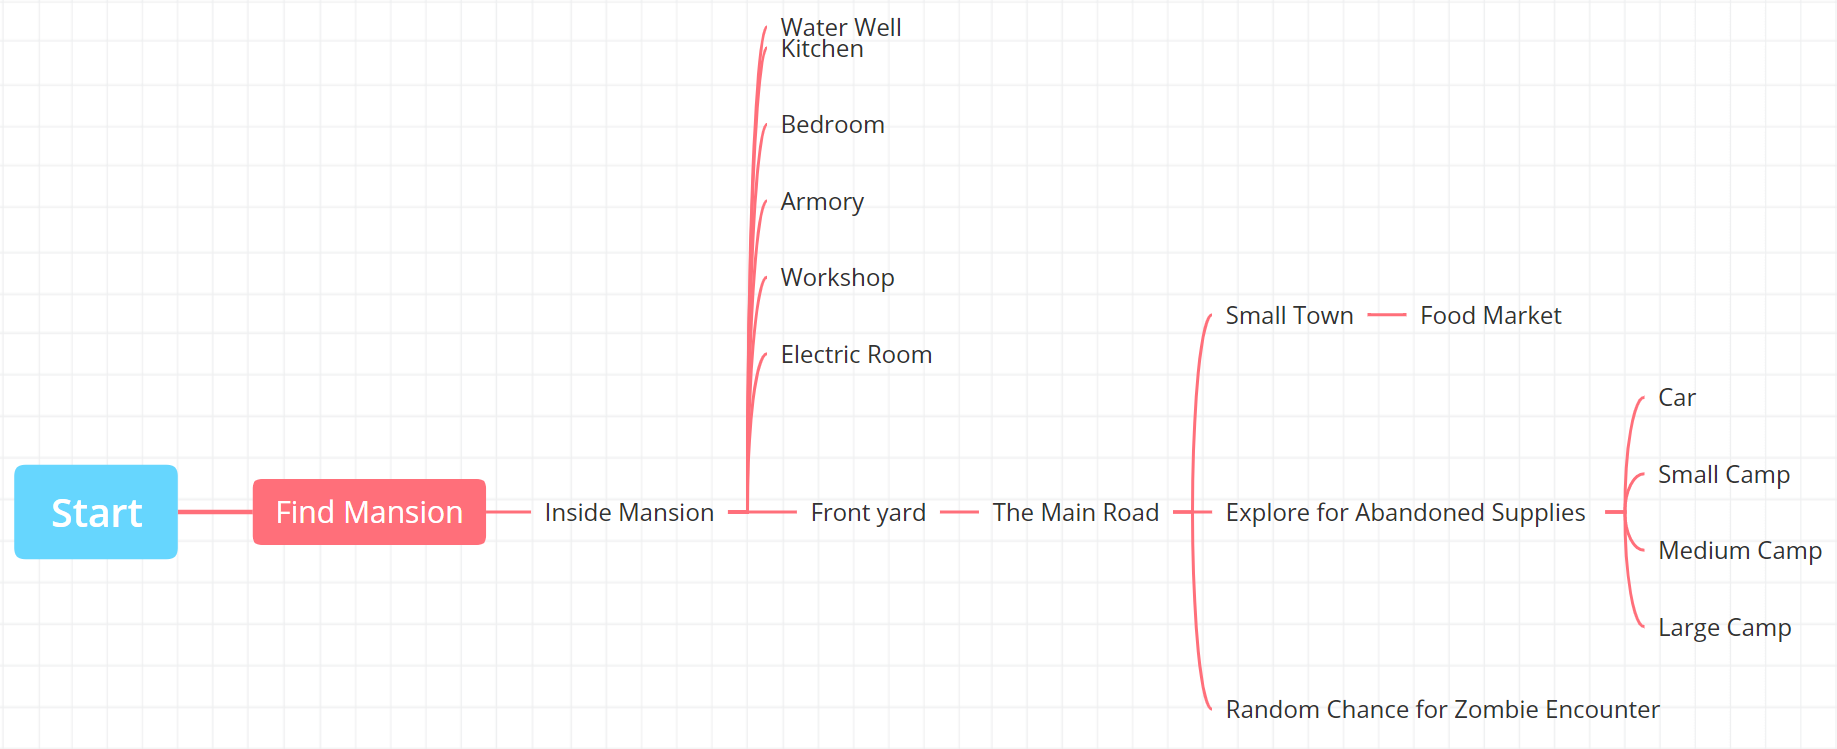 Start
Find Mansion
Inside Mansion
Water Well
Kitchen
Bedroom
Armory
Workshop
Electric Room
Front yard
The Main Road
Small Town
Food Market
Explore for Abandoned Supplies
Car
Small Camp
Medium Camp
Large Camp
Random Chance for Zombie Encounter